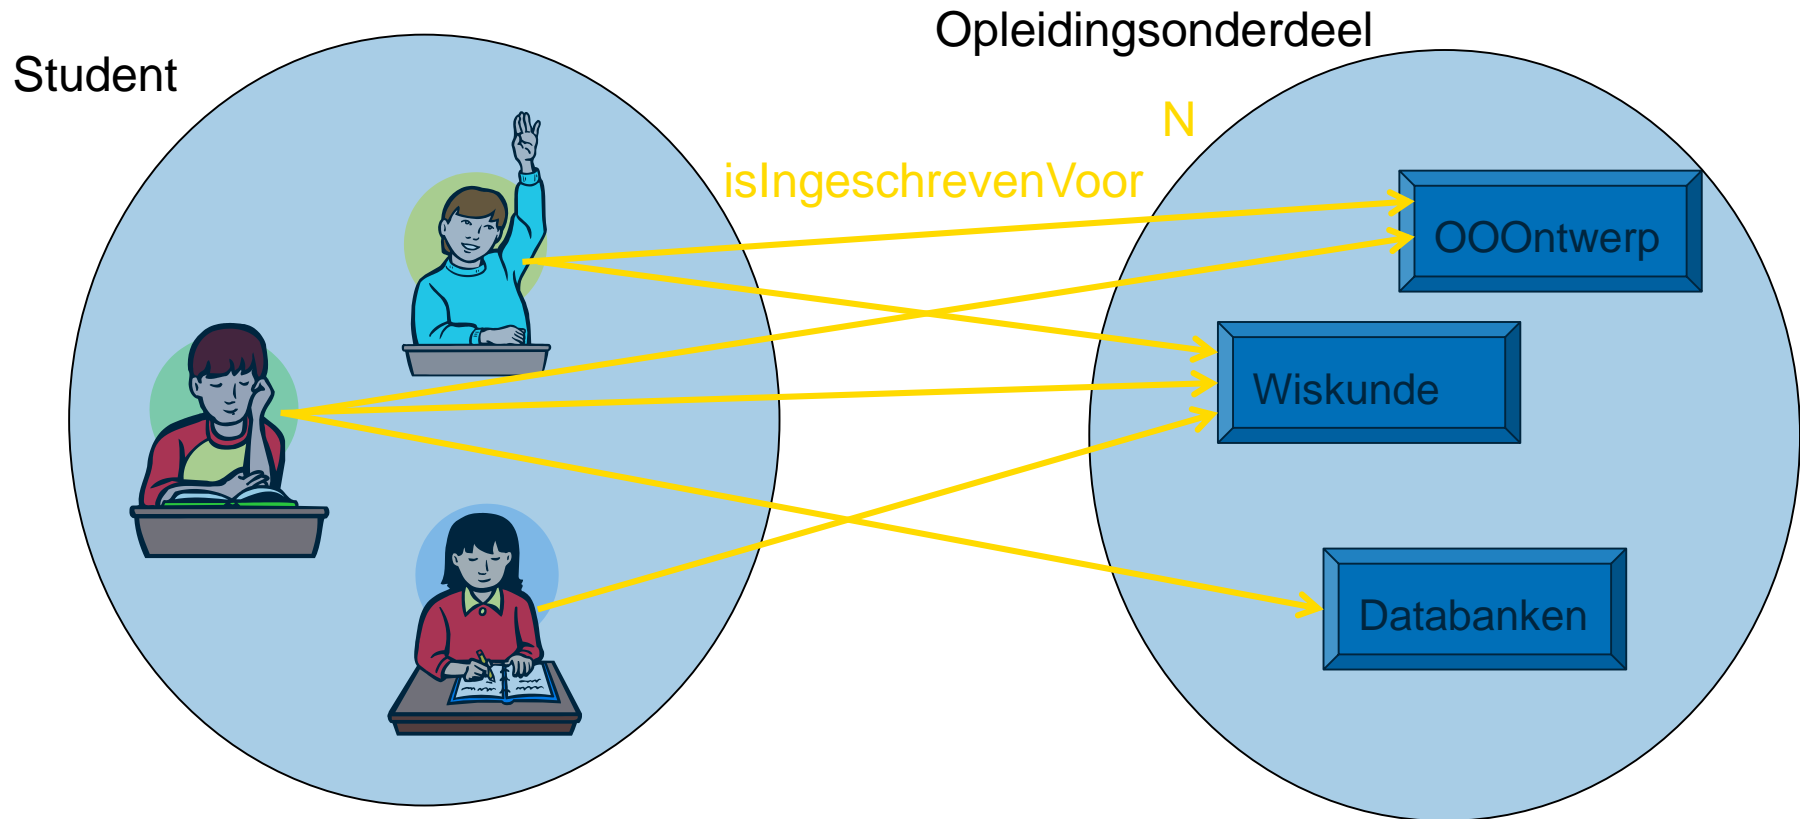 Opleidingsonderdeel
Student
N
isIngeschrevenVoor
OOOntwerp
Wiskunde
Databanken